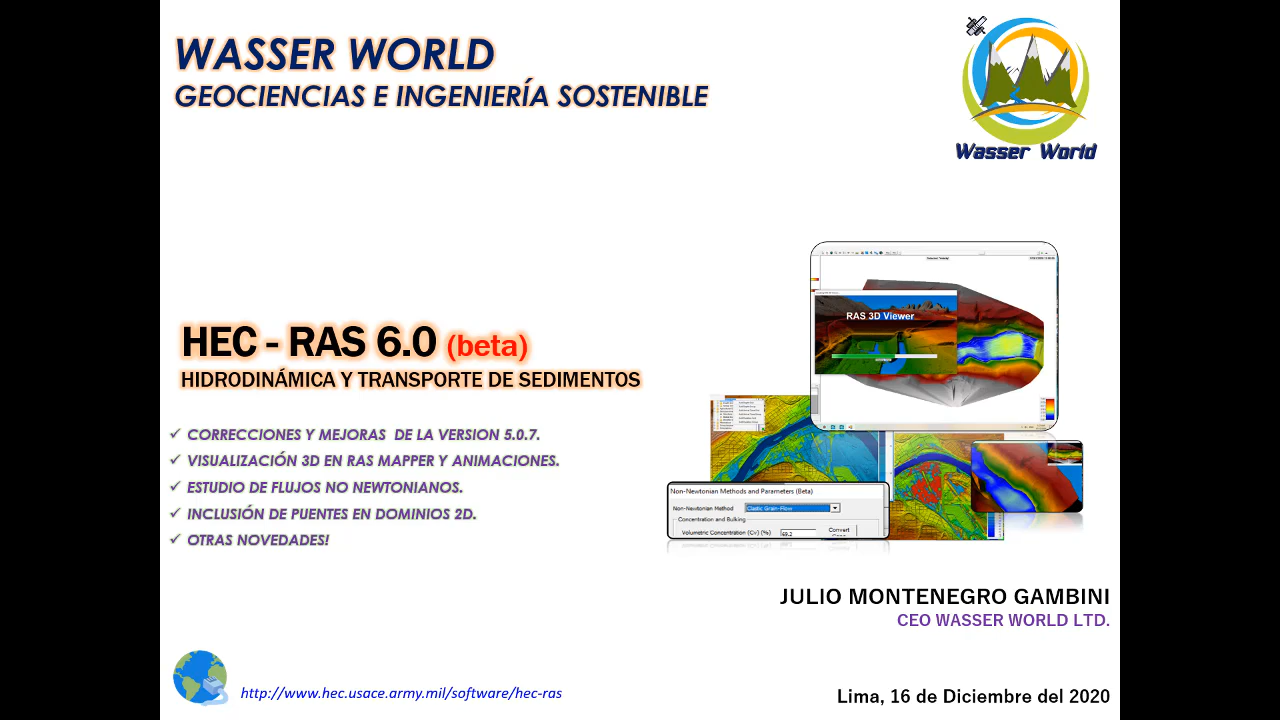 WASSER WORLD
GEOCIENCIAS E INGENIERÍA SOSTENIBLE
Wasser World
RAS 3D Viewer
HEC - RAS 6.0 (beta)
HIDRODINÁMICA Y TRANSPORTE DE SEDIMENTOS
✓ CORRECCIONES Y MEJORAS DE LA VERSION 5.0.7.
✓ VISUALIZACIÓN 3D EN RAS MAPPER Y ANIMACIONES.
✓ ESTUDIO DE FLUJOS NO NEWTONIANOS.
✓ INCLUSIÓN DE PUENTES EN DOMINIOS 2D.
✓ OTRAS NOVEDADES!
Non-Newtonian Methods and Parameters (Beta)
Non-Newtonian Method Clastic Grain-Flow
Concentration and Bulking
Volumetric Concentration (Cv) (%) 69.2 Convert
JULIO MONTENEGRO GAMBINI
CEO WASSER WORLD LTD.
http://www.hec.usace.army.mil/software/hec-ras
Lima, 16 de Diciembre del 2020